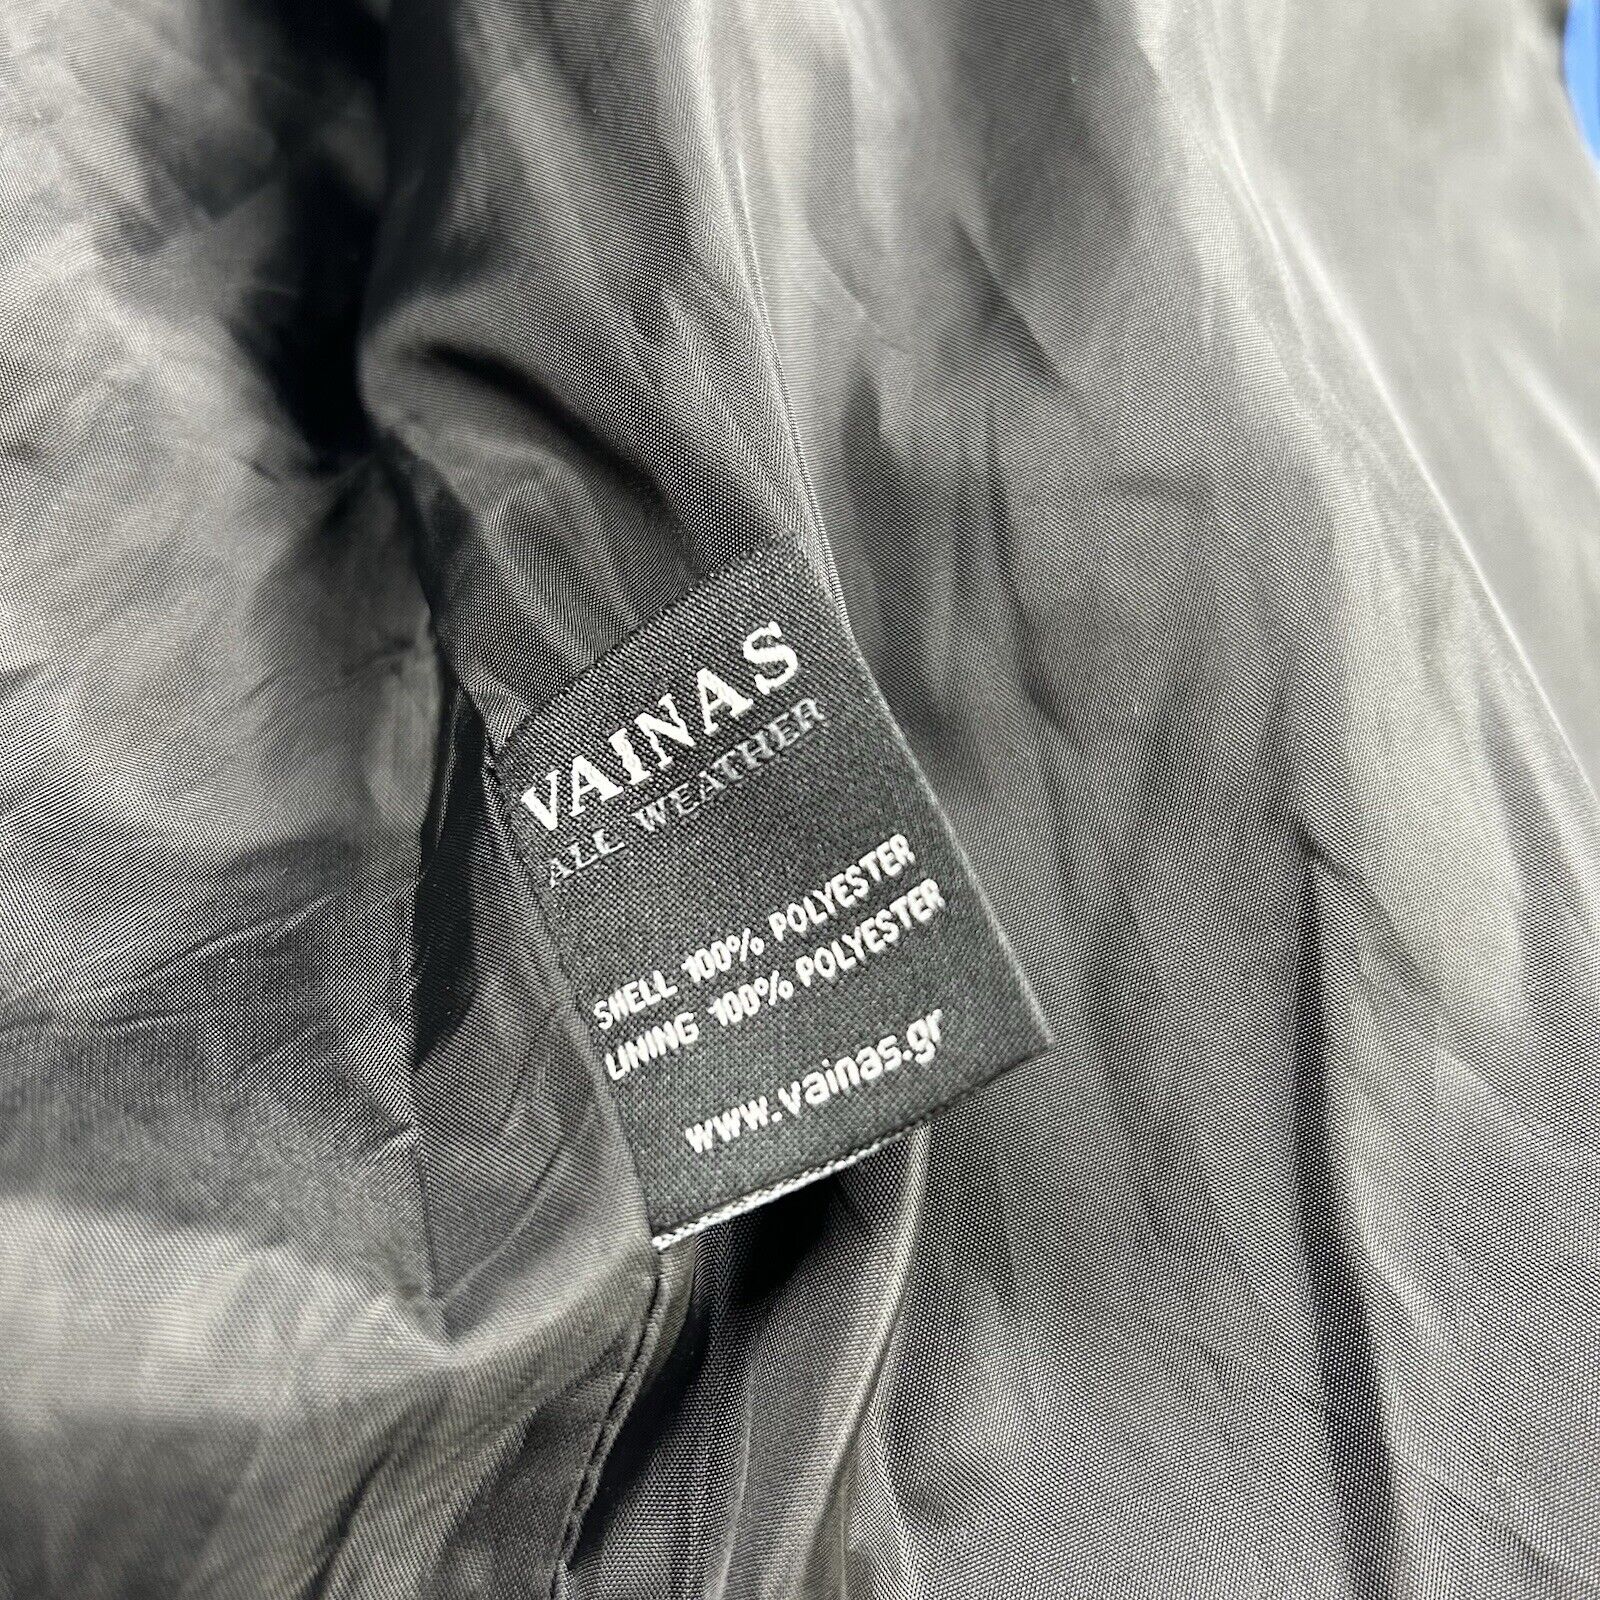 VAINAS
ALL WEATHER
SHELL 100% POLYESTER
LINING 100% POLYESTER
www.vainas.gr